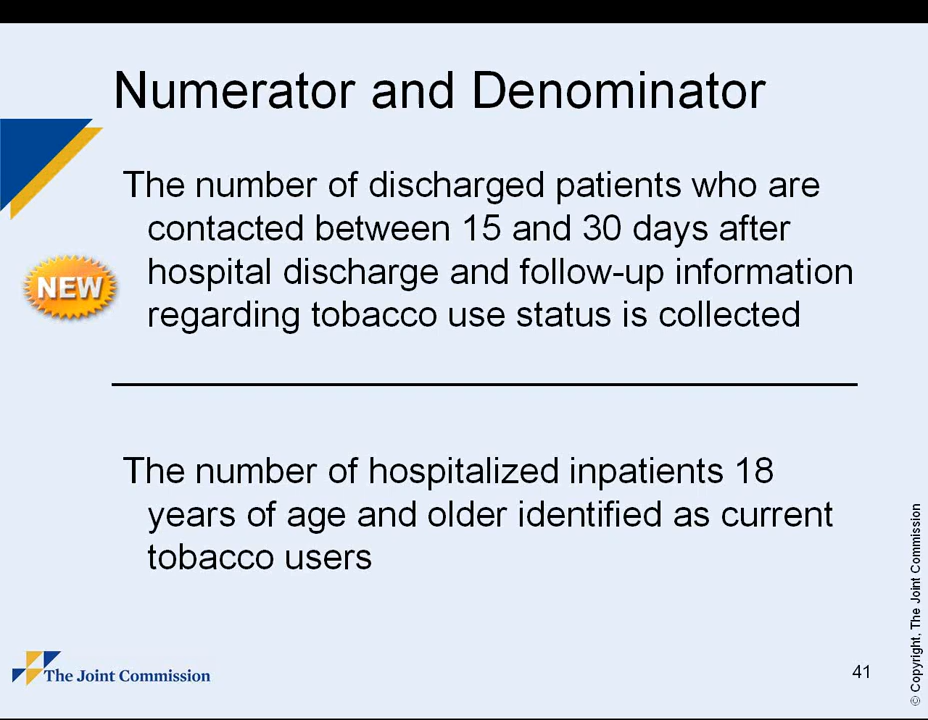 Numerator and Denominator
The number of discharged patients who are
contacted between 15 and 30 days after
hospital discharge and follow-up information
regarding tobacco use status is collected
NEW
The number of hospitalized inpatients 18
years of age and older identified as current
tobacco users
The Joint Commission
41
© Copyright, The Joint Commission